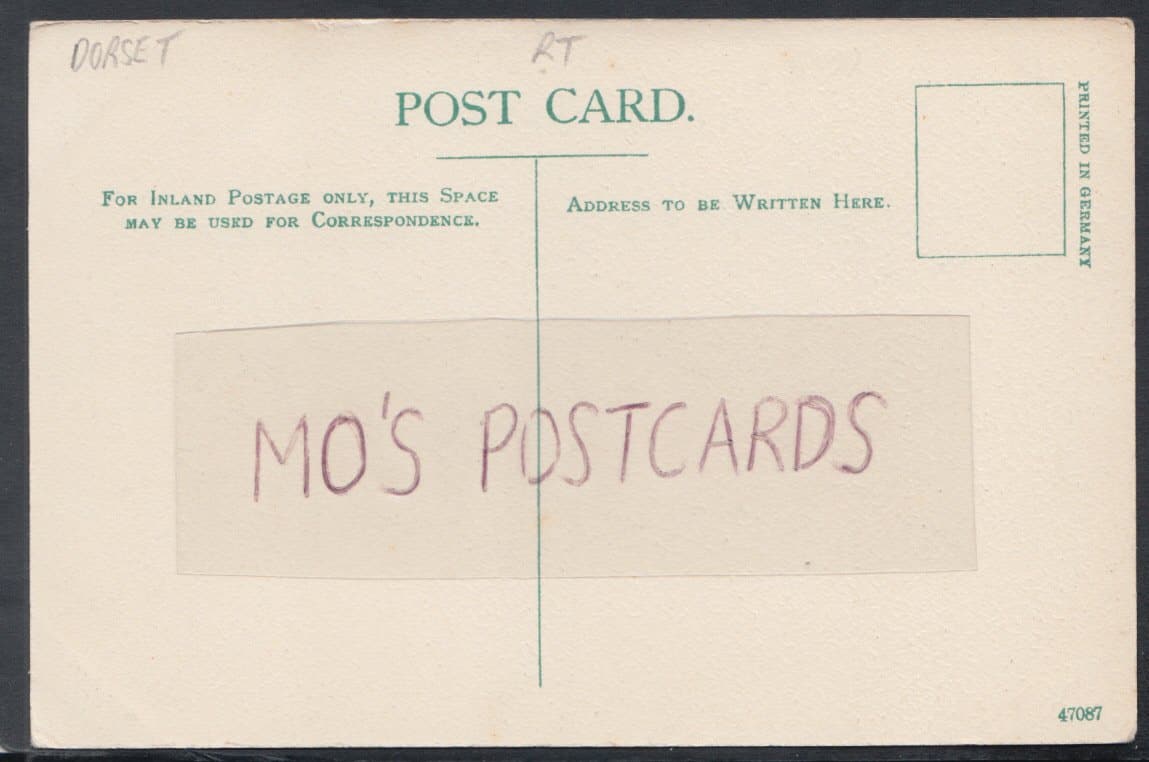 DORSET
RT
POST CARD.
FOR INLAND POSTAGE ONLY, THIS SPACE
MAY BE USED FOR CORRESPONDENCE.
ADDRESS TO BE WRITTEN HERE.
PRINTED IN GERMANY
MO'S POSTCARDS
47087